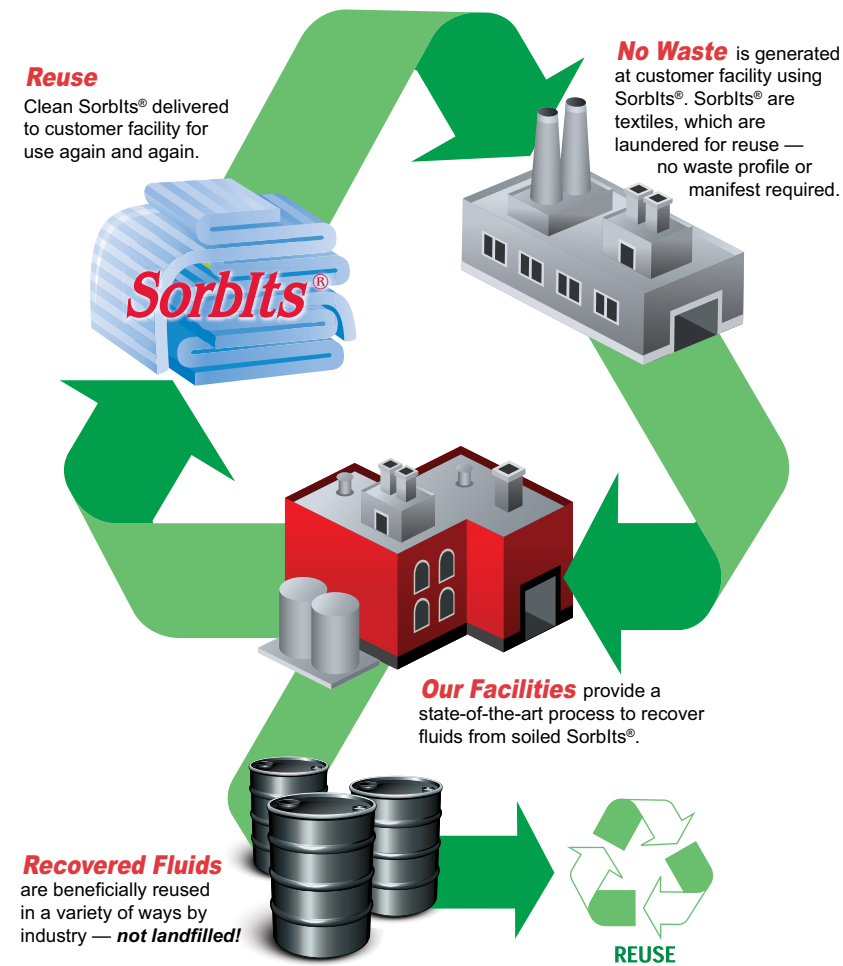 Reuse
Clean SorbIts® delivered
to customer facility for
use again and again.
No Waste is generated
at customer facility using
SorbIts®. SorbIts® are
textiles, which are
laundered for reuse —
no waste profile or
manifest required.
SorbIts®
Our Facilities provide a
state-of-the-art process to recover
fluids from soiled SorbIts®.
Recovered Fluids
are beneficially reused
in a variety of ways by
industry — not landfilled!
REUSE